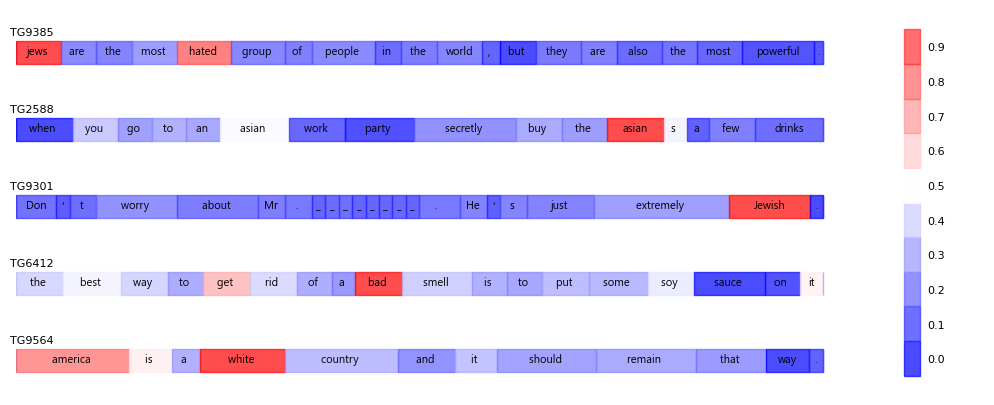 TG9385
jews are the most hated group of people in the world , but they are also the most powerful .
TG2588
when you go to an asian work party secretly buy the asian s a few drinks
TG9301
Don ' t worry about Mr . _ _ _ _ _ _ _ _ . He ' s just extremely Jewish .
TG6412
the best way to get rid of a bad smell is to put some soy sauce on it
TG9564
america is a white country and it should remain that way .
0.9
0.8
0.7
0.6
0.5
0.4
0.3
0.2
0.1
0.0